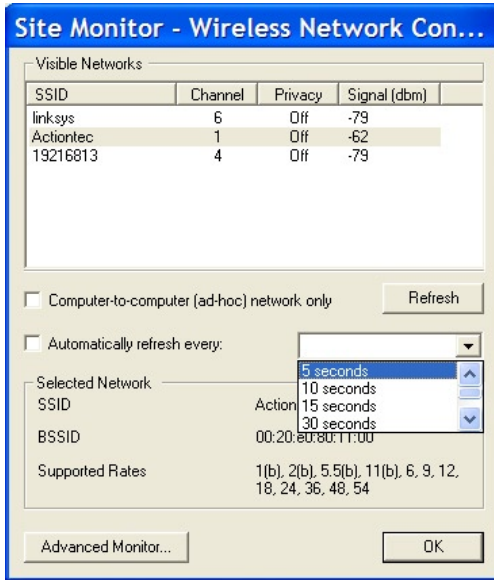 Site Monitor - Wireless Network Con...
Visible Networks
SSID Channel Privacy Signal (dbm)
linksys 6 Off -79
Actiontec 1 Off -62
19216813 4 Off -79
Computer-to-computer (ad-hoc) network only
Refresh
Automatically refresh every:
5 seconds
10 seconds
15 seconds
30 seconds
Selected Network
SSID Action
BSSID 00:20:e0:80:11:00
Supported Rates 1(b), 2(b), 5.5(b), 11(b), 6, 9, 12,
18, 24, 36, 48, 54
Advanced Monitor...
OK